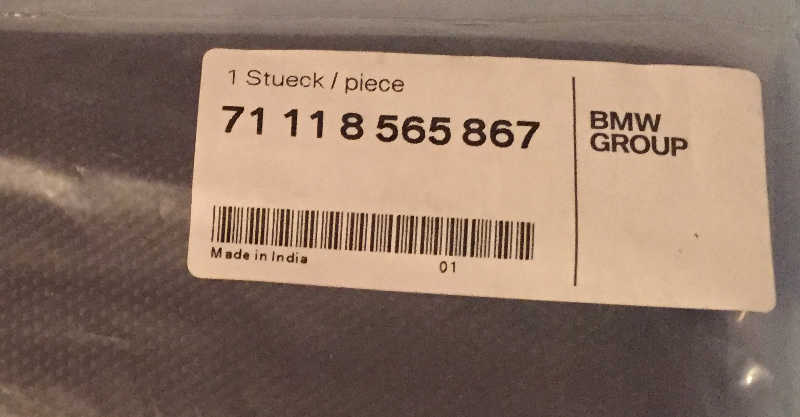 1 Stueck / piece
71 11 8 565 867
Made in India
01
BMW
GROUP